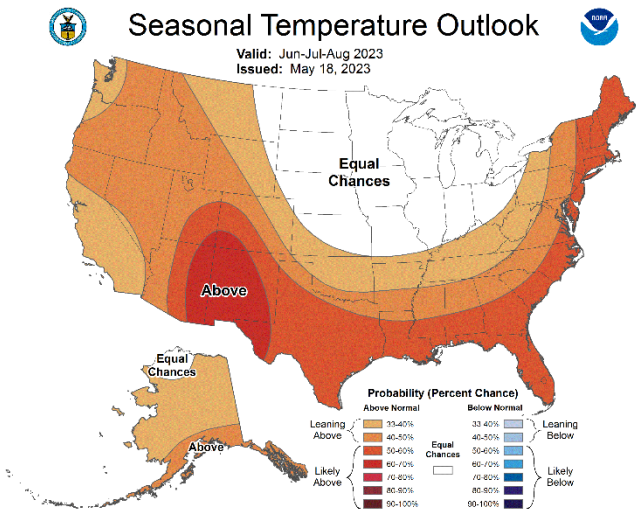 Seasonal Temperature Outlook
NOAA
Valid: Jun-Jul-Aug 2023
Issued: May 18, 2023
Equal
Chances
Above
Equal
Chances
Above
Probability (Percent Chance)
Above Normal
Below Normal
Leaning
Above
33-40%
40-50%
Likely
Above
50-60%
60-70%
70-80%
80-90%
90-100%
Equal
Chances
33-40%
40-50%
Leaning
Below
50-60%
60-70%
70-80%
80-90%
90-100%
Likely
Below